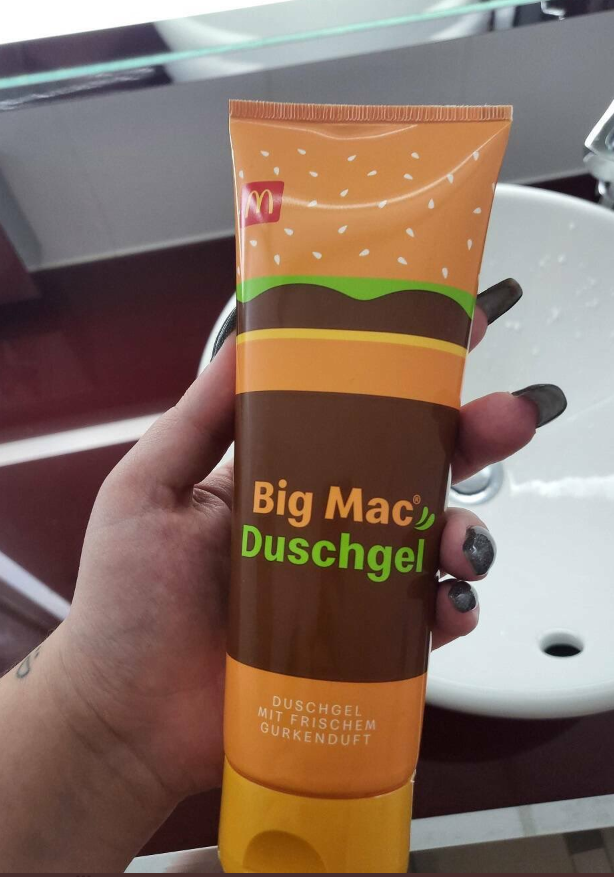 Big Mac®
Duschgel
DUSCHGEL
MIT FRISCHEM
GURKENDUFT